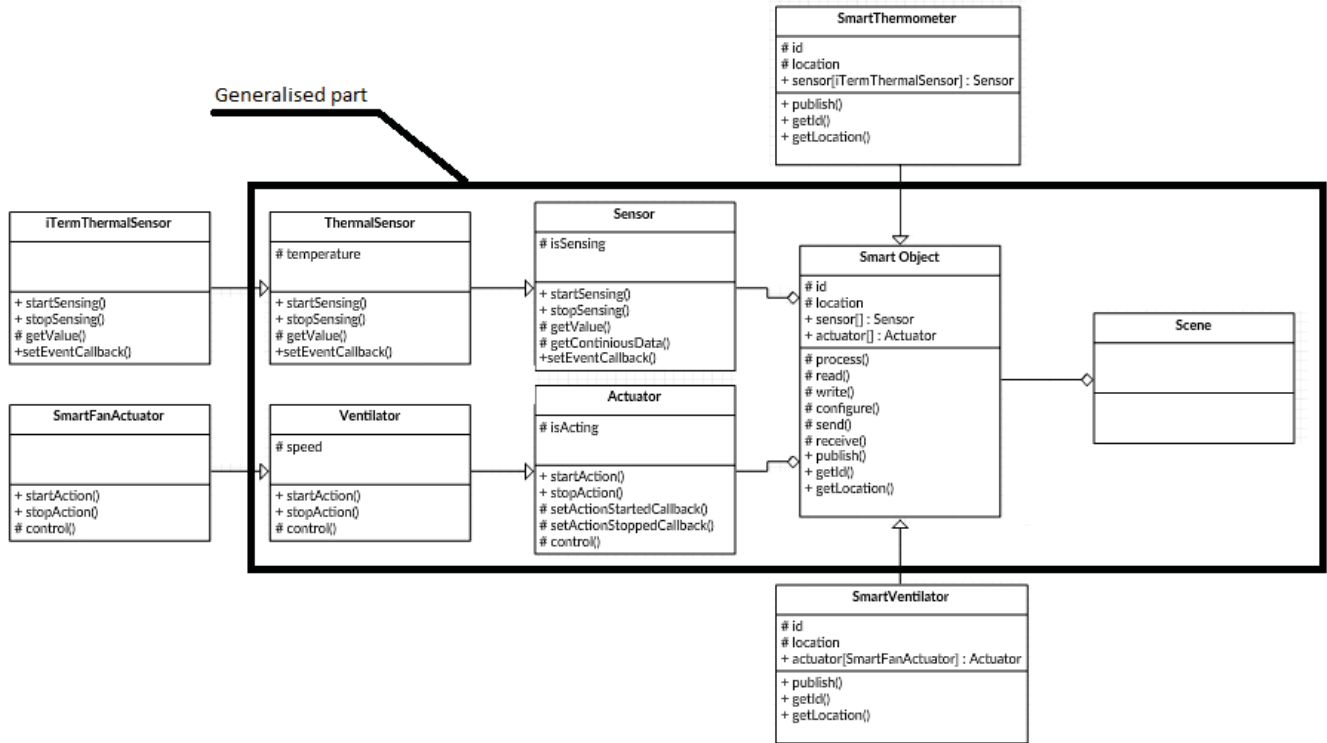 SmartThermometer
# id
# location
+ sensor[iTermThermalSensor] : Sensor
+ publish()
+ getId()
+ getLocation()
Generalised part
iTermThermalSensor
+ startSensing()
+ stopSensing()
# getValue()
+setEventCallback()
ThermalSensor
# temperature
+ startSensing()
+ stopSensing()
# getValue()
+setEventCallback()
Sensor
# isSensing
+ startSensing()
+ stopSensing()
# getValue()
# getContiniousData()
+setEventCallback()
Smart Object
# id
# location
+ sensor[] : Sensor
+ actuator[] : Actuator
# process()
# read()
# write()
# configure()
# send()
# receive()
+ publish()
+ getId()
+ getLocation()
Scene
SmartFanActuator
+ startAction()
+ stopAction()
# control()
Ventilator
# speed
+ startAction()
+ stopAction()
# control()
Actuator
# isActing
+ startAction()
+ stopAction()
# setActionStartedCallback()
# setActionStoppedCallback()
# control()
SmartVentilator
# id
# location
+ actuator[SmartFanActuator] : Actuator
+ publish()
+ getId()
+ getLocation()